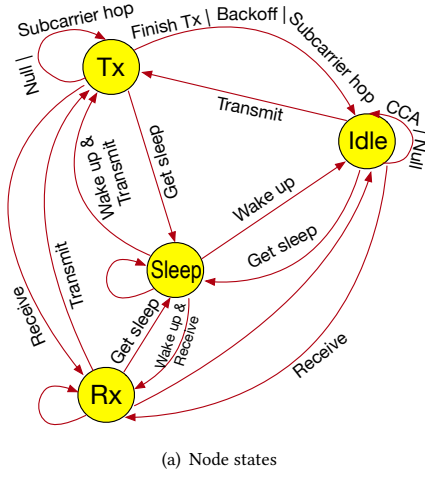 Subcarrier hop
Null |
Tx
Finish Tx | Backoff | Subcarrier hop
CCA
| Null
Idle
Transmit
Wake up &
Transmit
Get sleep
Wake up
Get sleep
Sleep
Receive
Transmit
Get sleep
Wake up &
Receive
Receive
Rx
(a) Node states